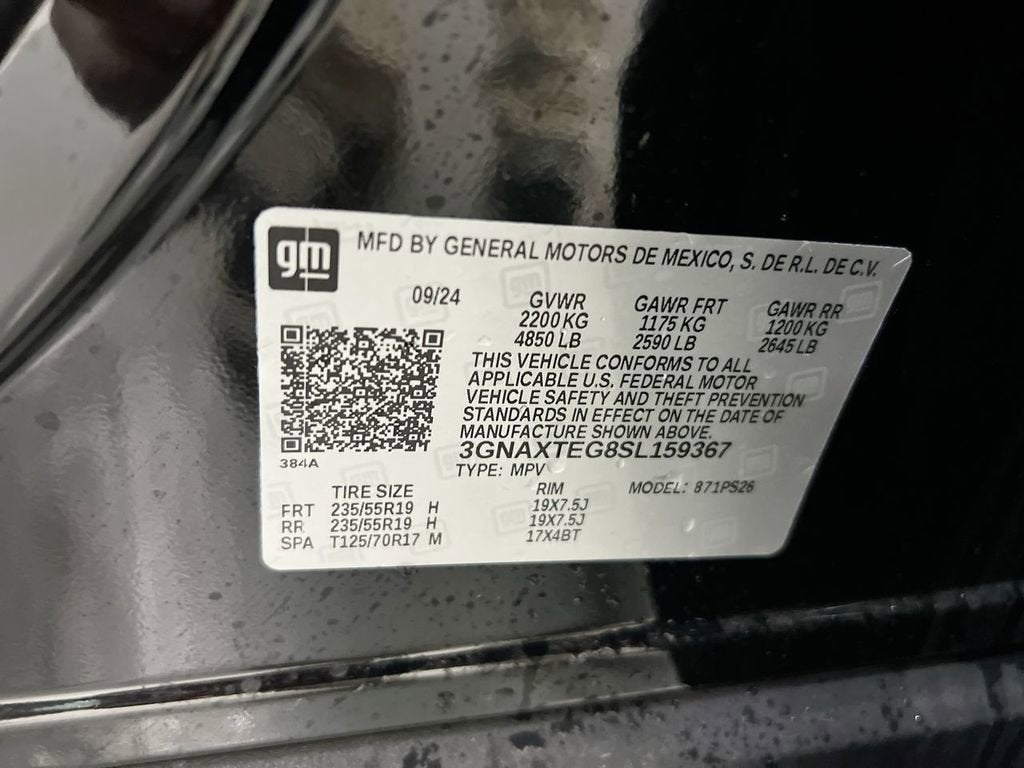 gm
MFD BY GENERAL MOTORS DE MEXICO, S. DE R.L. DE C.V.
09/24 GVWR GAWR FRT GAWR RR
2200 KG 1175 KG 1200 KG
4850 LB 2590 LB 2645 LB
THIS VEHICLE CONFORMS TO ALL
APPLICABLE U.S. FEDERAL MOTOR
VEHICLE SAFETY AND THEFT PREVENTION
STANDARDS IN EFFECT ON THE DATE OF
MANUFACTURE SHOWN ABOVE.
3GNAXTEG8SL159367
384A
TYPE: MPV
TIRE SIZE RIM MODEL: 871PS26
FRT 235/55R19 H 19X7.5J
RR 235/55R19 H 19X7.5J
SPA T125/70R17 M 17X4BT